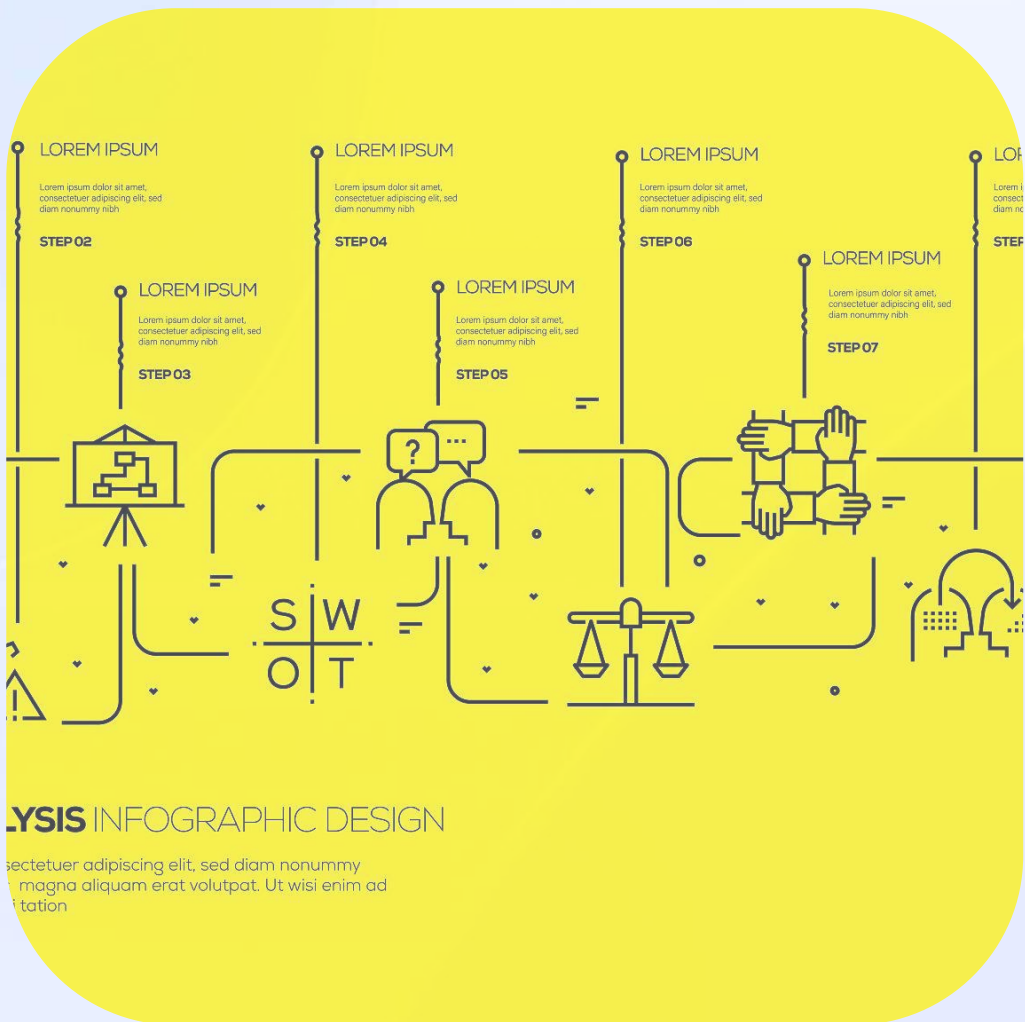 LOREM IPSUM
Lorem ipsum dolor sit amet,
consectetuer adipiscing elit, sed
diam nonummy nibh
STEP 02
LOREM IPSUM
Lorem ipsum dolor sit amet,
consectetuer adipiscing elit, sed
diam nonummy nibh
STEP 03
LOREM IPSUM
Lorem ipsum dolor sit amet,
consectetuer adipiscing elit, sed
diam nonummy nibh
STEP 04
LOREM IPSUM
Lorem ipsum dolor sit amet,
consectetuer adipiscing elit, sed
diam nonummy nibh
STEP 05
LOREM IPSUM
Lorem ipsum dolor sit amet,
consectetuer adipiscing elit, sed
diam nonummy nibh
STEP 06
LOREM IPSUM
Lorem ipsum dolor sit amet,
consectetuer adipiscing elit, sed
diam nonummy nibh
STEP 07
?
...
S W
O T
!
LYSIS INFOGRAPHIC DESIGN
sectetuer adipiscing elit, sed diam nonummy
magna aliquam erat volutpat. Ut wisi enim ad
tation